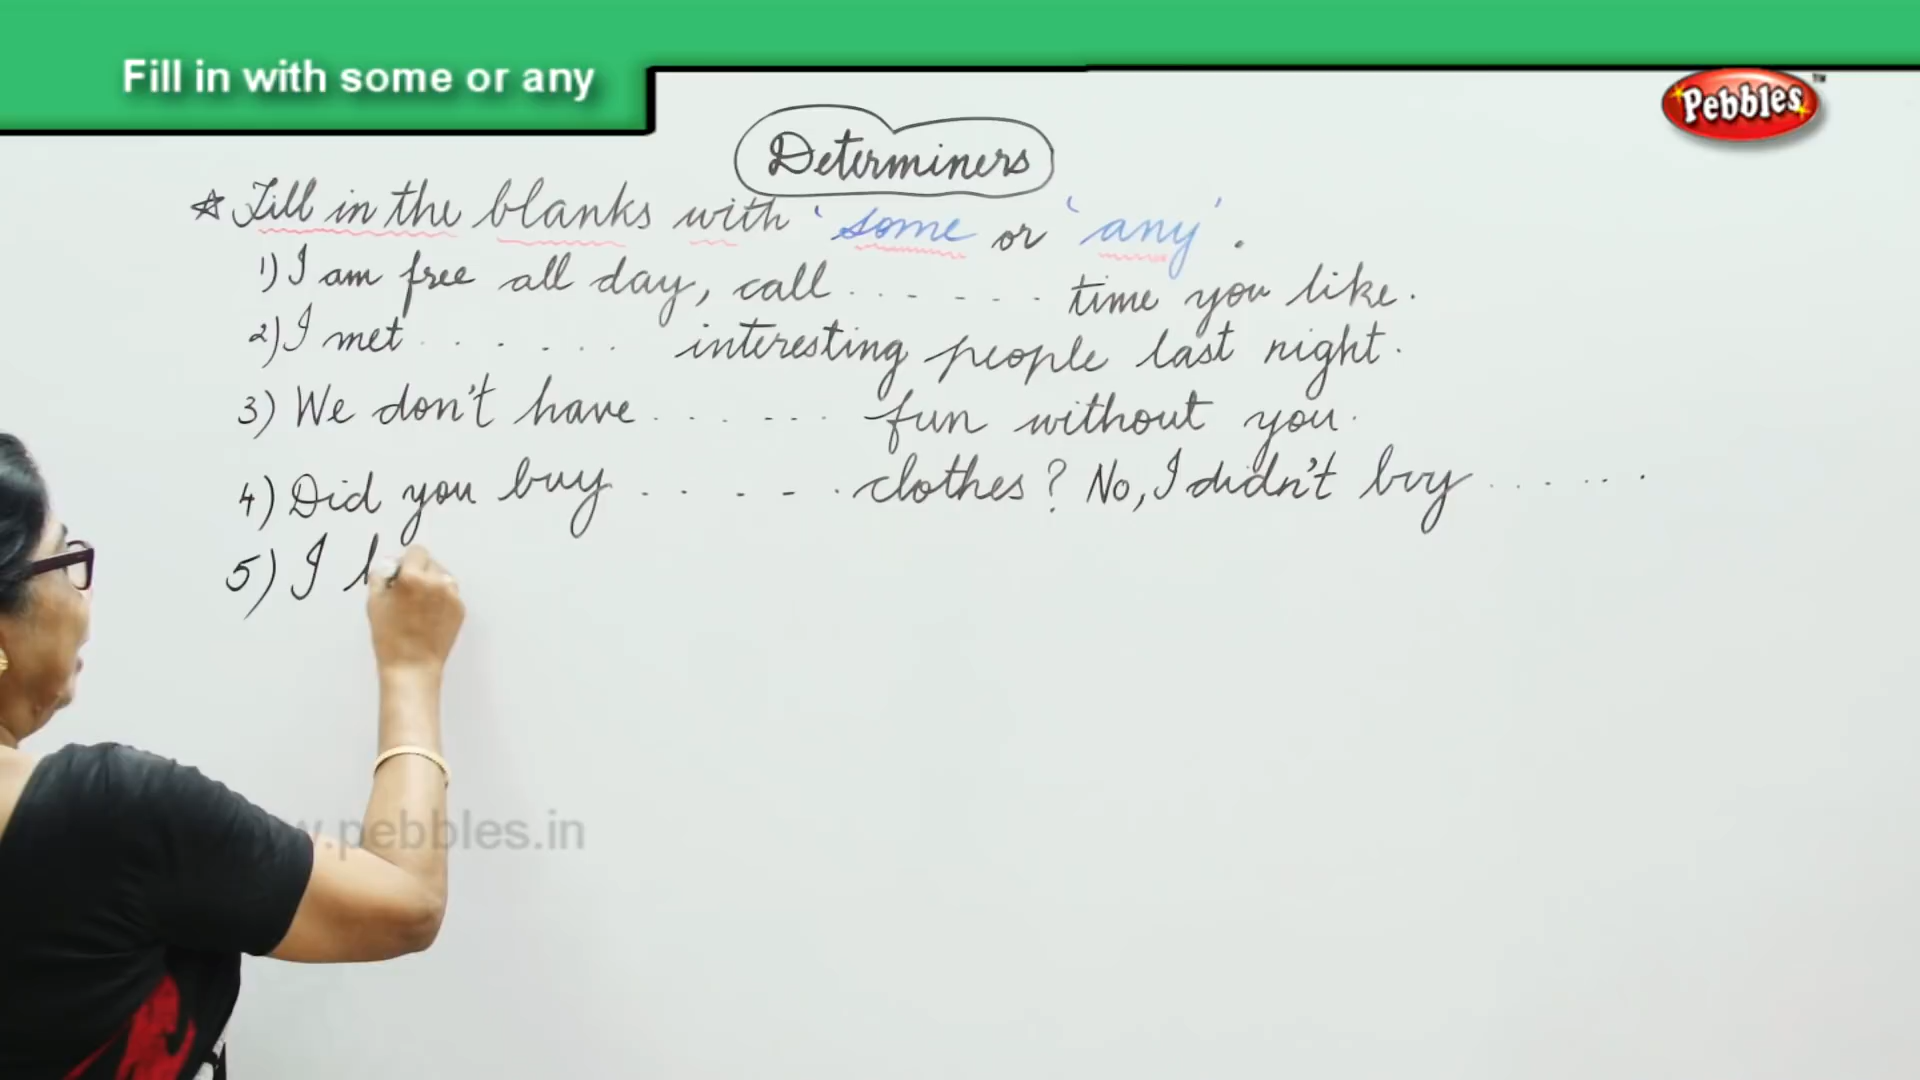 Fill in with some or any
Pebbles™
Determiners
☆ Fill in the blanks with 'some or 'any'.
1) I am free all day, call . . . . . . time you like.
2) I met . . . . . . interesting people last night.
3) We don't have . . . . . . fun without you.
4) Did you buy . . . . . clothes? No, I didn't buy . . . . . .
5) I
.pebbles.in